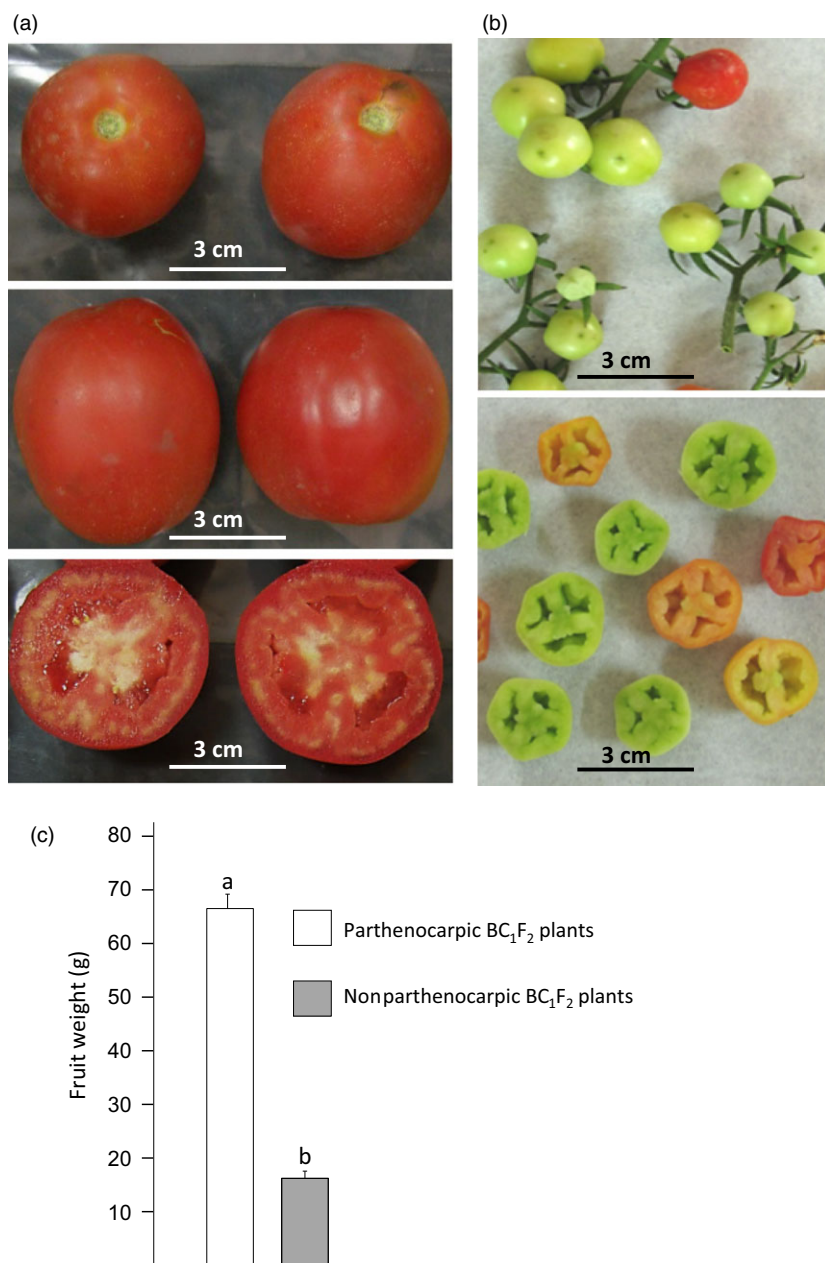 (a)
(b)
3 cm
3 cm
3 cm
3 cm
3 cm
(c)
80
70
60
50
40
30
20
10
Fruit weight (g)
a
b
Parthenocarpic BC₁F₂ plants
Nonparthenocarpic BC₁F₂ plants